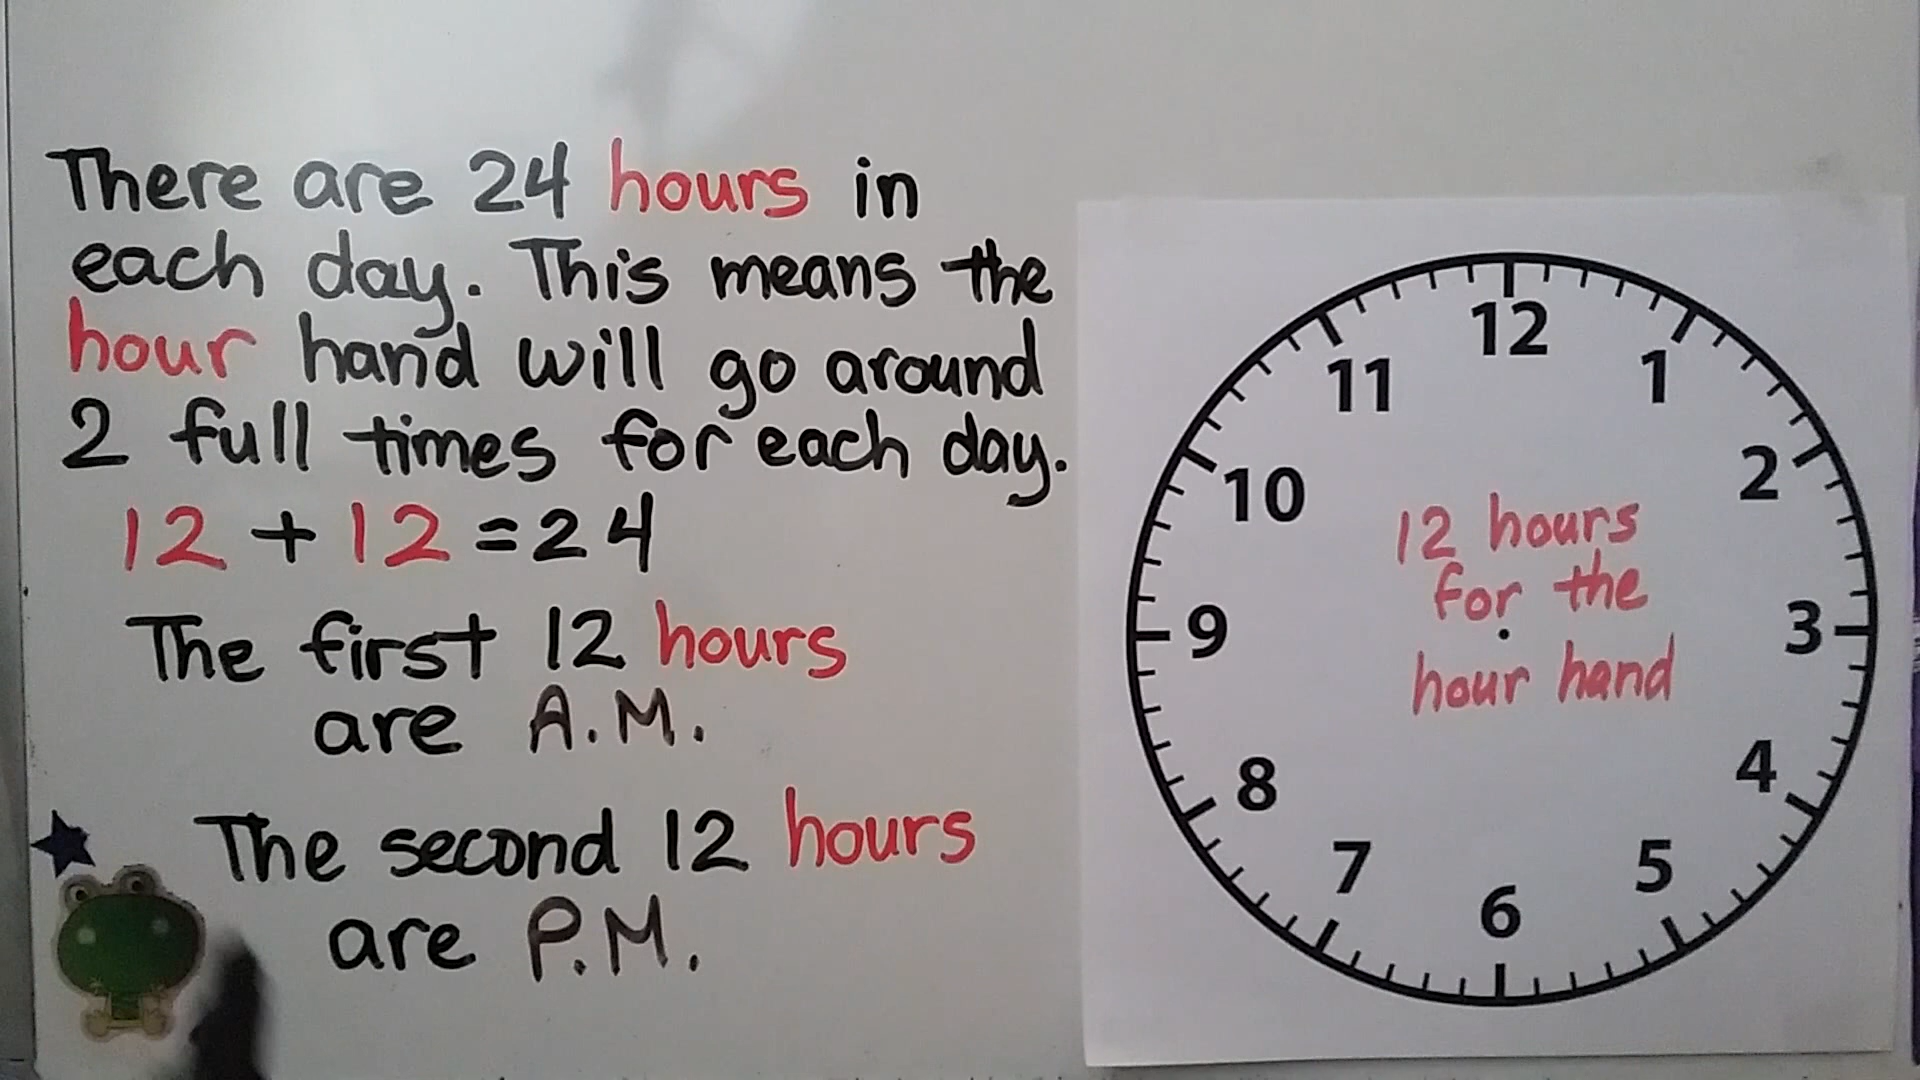 There are 24 hours in
each day. This means the
hour hand will go around
2 full times for each day.
12 + 12 = 24
The first 12 hours
are A.M.
The second 12 hours
are P.M.
12
1
2
3
4
5
6
7
8
9
10
11
12 hours
for the
hour hand